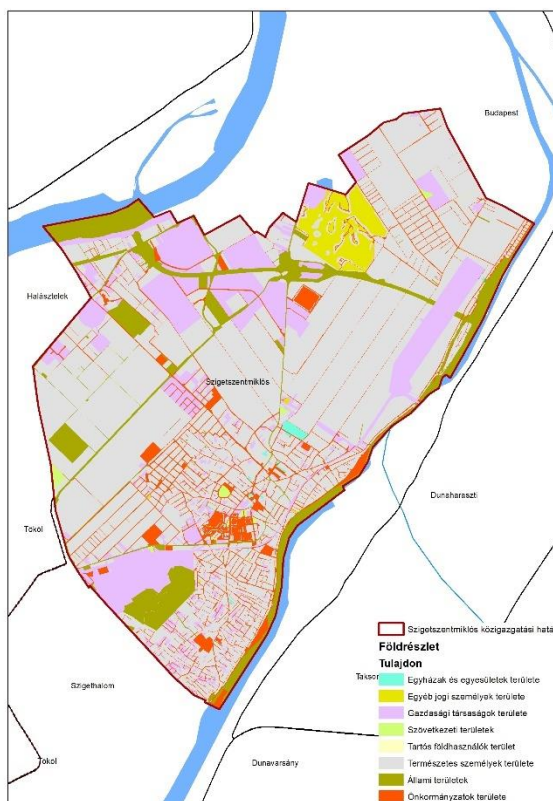 Budapest
Halásztelek
Szigetszentmiklós
Dunaharaszti
Tököl
Szigethalom
Taksony
Tököl
Dunavarsány
Szigetszentmiklós közigazgatási hatá
Földrészlet
Tulajdon
Egyházak és egyesületek területe
Egyéb jogi személyek területe
Gazdasági társaságok területe
Szövetkezeti területek
Tartós földhasználók terület
Természetes személyek területe
Állami területek
Önkormányzatok területe